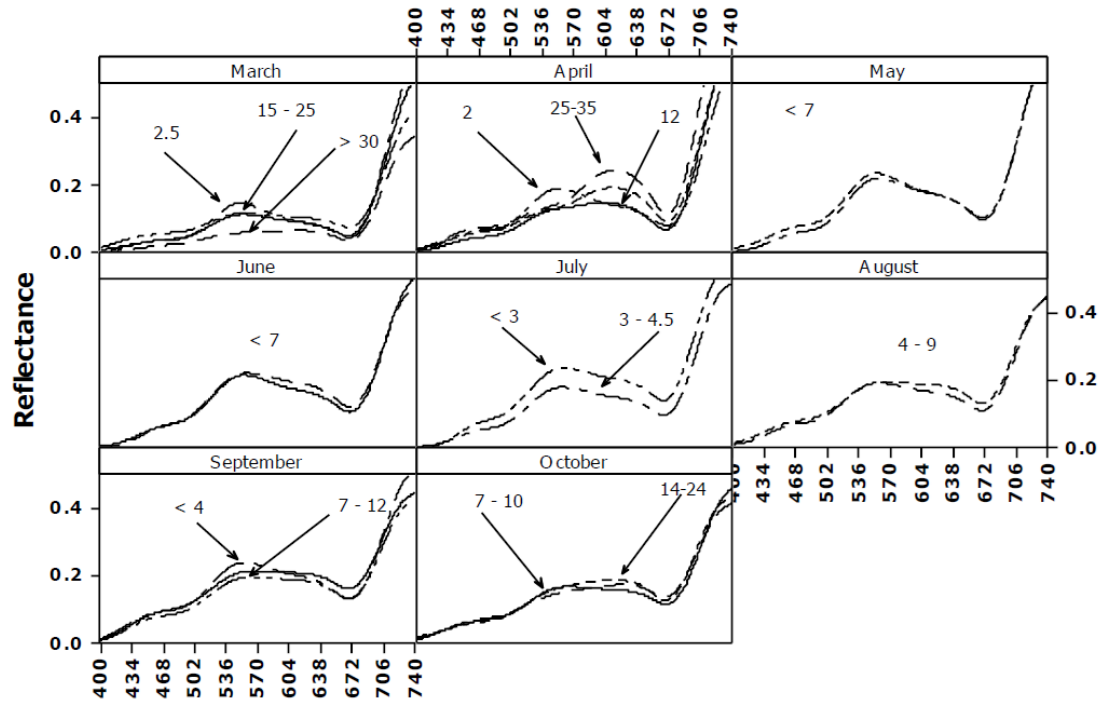 400 434 468 502 536 570 604 638 672 706 740
March April May
0.4 2.5 15 - 25 > 30 2 25-35 12 < 7
0.2
0.0
June July August
Reflectance
< 7 < 3 3 - 4.5 4 - 9 0.4
0.2
0.0
September October
400 434 468 502 536 570 604 638 672 706 740
0.4 < 4 7 - 12 7 - 10 14-24
0.2
0.0
400 434 468 502 536 570 604 638 672 706 740